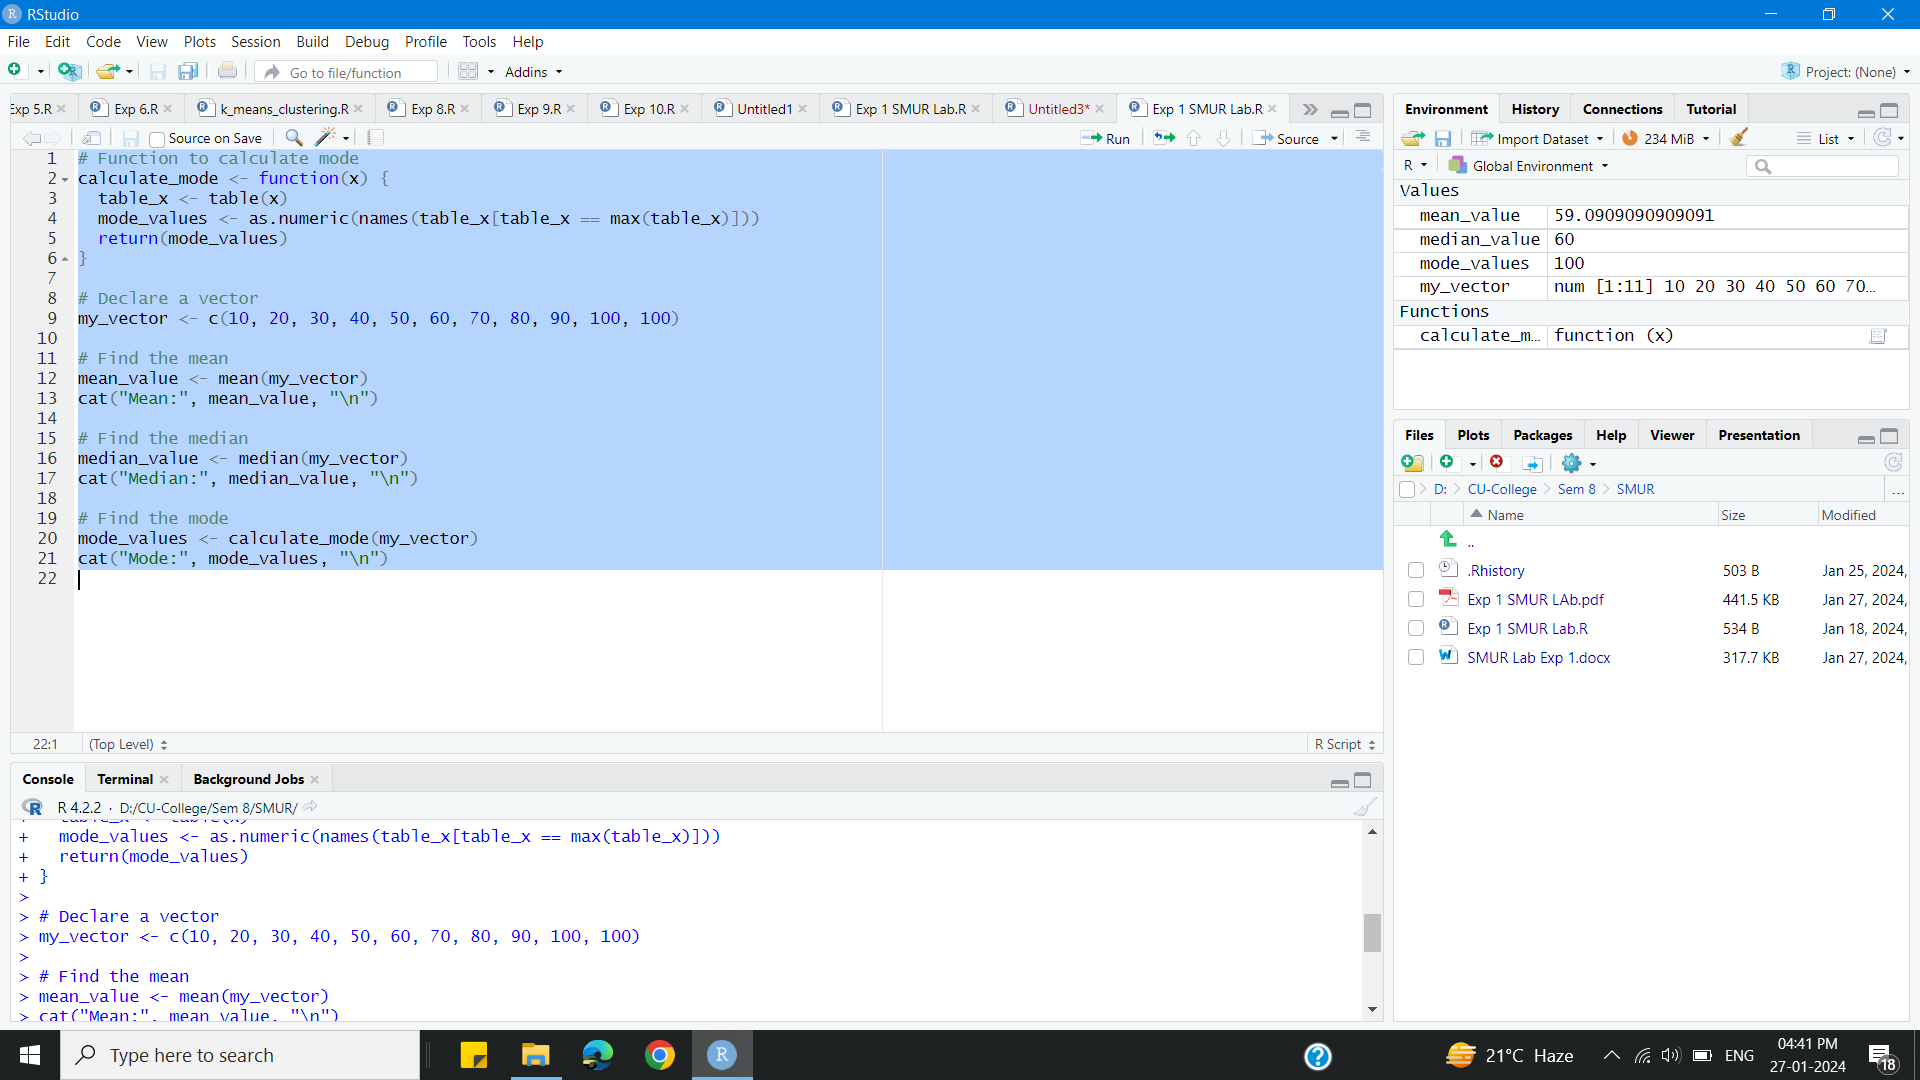 RStudio
File Edit Code View Plots Session Build Debug Profile Tools Help
Go to file/function Addins Project: (None)
Exp 5.R Exp 6.R k_means_clustering.R Exp 8.R Exp 9.R Exp 10.R Untitled1 Exp 1 SMUR Lab.R Untitled3* Exp 1 SMUR Lab.R
Source on Save Run Source
1 # Function to calculate mode
2 calculate_mode <- function(x) {
3 table_x <- table(x)
4 mode_values <- as.numeric(names(table_x[table_x == max(table_x)]))
5 return(mode_values)
6 }
7
8 # Declare a vector
9 my_vector <- c(10, 20, 30, 40, 50, 60, 70, 80, 90, 100, 100)
10
11 # Find the mean
12 mean_value <- mean(my_vector)
13 cat("Mean:", mean_value, "\n")
14
15 # Find the median
16 median_value <- median(my_vector)
17 cat("Median:", median_value, "\n")
18
19 # Find the mode
20 mode_values <- calculate_mode(my_vector)
21 cat("Mode:", mode_values, "\n")
22
22:1 (Top Level) R Script
Console Terminal Background Jobs
R 4.2.2 · D:/CU-College/Sem 8/SMUR/
+ table_x <- table(x)
+ mode_values <- as.numeric(names(table_x[table_x == max(table_x)]))
+ return(mode_values)
+ }
>
> # Declare a vector
> my_vector <- c(10, 20, 30, 40, 50, 60, 70, 80, 90, 100, 100)
>
> # Find the mean
> mean_value <- mean(my_vector)
> cat("Mean:", mean_value, "\n")
Environment History Connections Tutorial
Import Dataset 234 MiB List
R Global Environment
Values
mean_value 59.0909090909091
median_value 60
mode_values 100
my_vector num [1:11] 10 20 30 40 50 60 70…
Functions
calculate_m… function (x)
Files Plots Packages Help Viewer Presentation
D: CU-College Sem 8 SMUR ...
Name Size Modified
..
.Rhistory 503 B Jan 25, 2024,
Exp 1 SMUR LAb.pdf 441.5 KB Jan 27, 2024,
Exp 1 SMUR Lab.R 534 B Jan 18, 2024,
SMUR Lab Exp 1.docx 317.7 KB Jan 27, 2024,
Type here to search
21°C Haze ENG
04:41 PM
27-01-2024
18